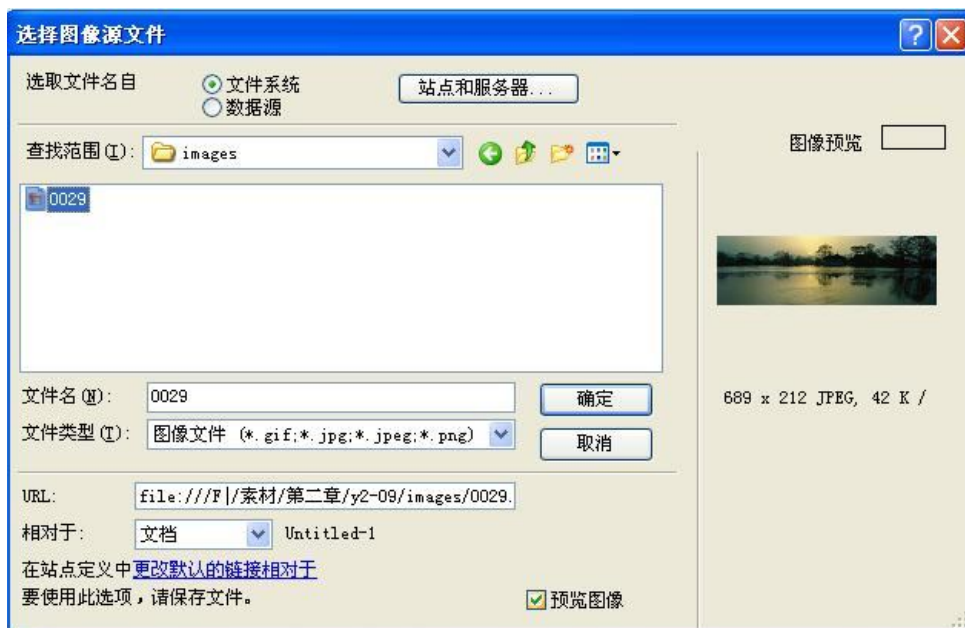 选择图像源文件
选取文件名自
文件系统
站点和服务器...
数据源
查找范围(I):
images
图像预览
0029
文件名(N):
0029
确定
689 x 212 JPEG, 42 K /
文件类型(T):
图像文件 (*.gif;*.jpg;*.jpeg;*.png)
取消
URL:
file:///F|/素材/第二章/y2-09/images/0029.
相对于:
文档
Untitled-1
在站点定义中更改默认的链接相对于
要使用此选项,请保存文件。
预览图像